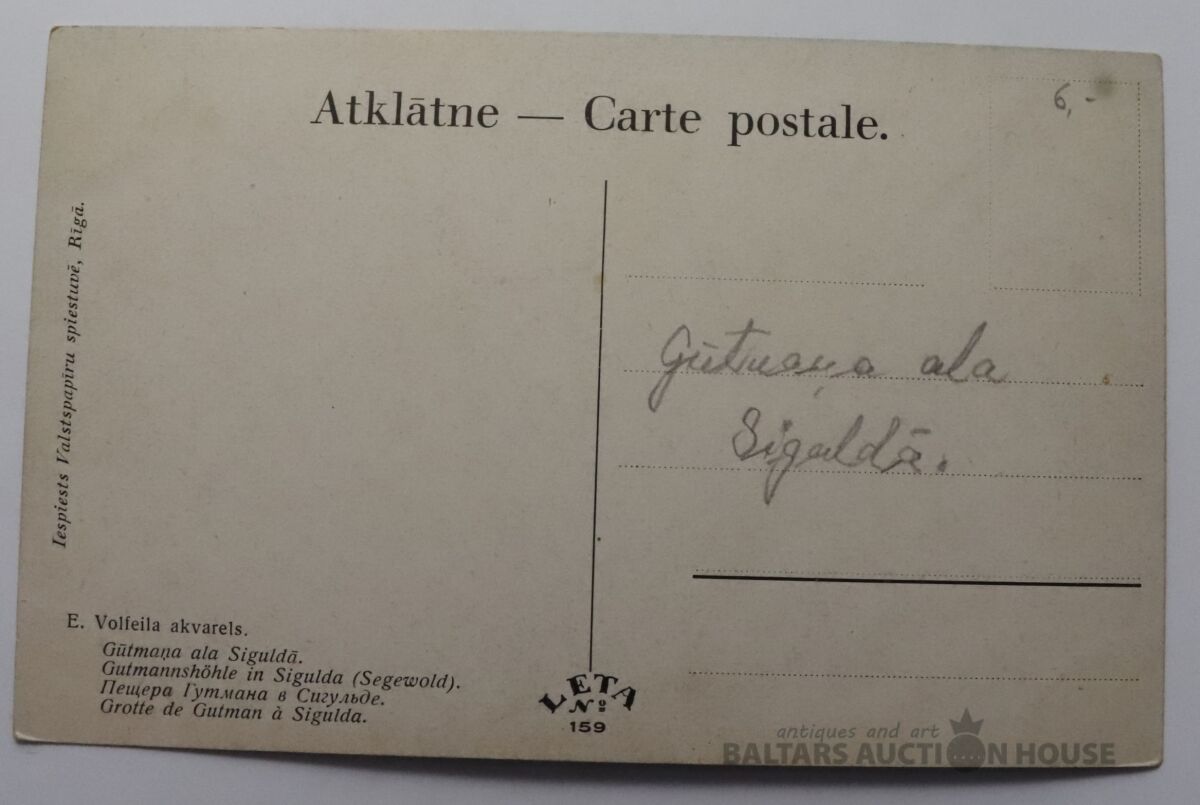 Atklātne — Carte postale.
6,-
Iespiests Valstspapīru spiestuvē, Rīgā.
Gūtmaņa ala
Siguldā.
E. Volfeila akvarels.
Gūtmaņa ala Siguldā.
Gutmannshöhle in Sigulda (Segewold).
Пещера Гутмана в Сигульде.
Grotte de Gutman à Sigulda.
LETA
№
159
antiques and art
BALTARS AUCTION HOUSE